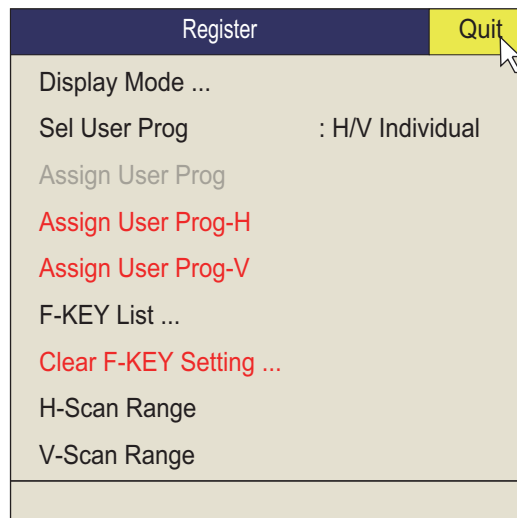 Register Quit
Display Mode ...
Sel User Prog : H/V Individual
Assign User Prog
Assign User Prog-H
Assign User Prog-V
F-KEY List ...
Clear F-KEY Setting ...
H-Scan Range
V-Scan Range